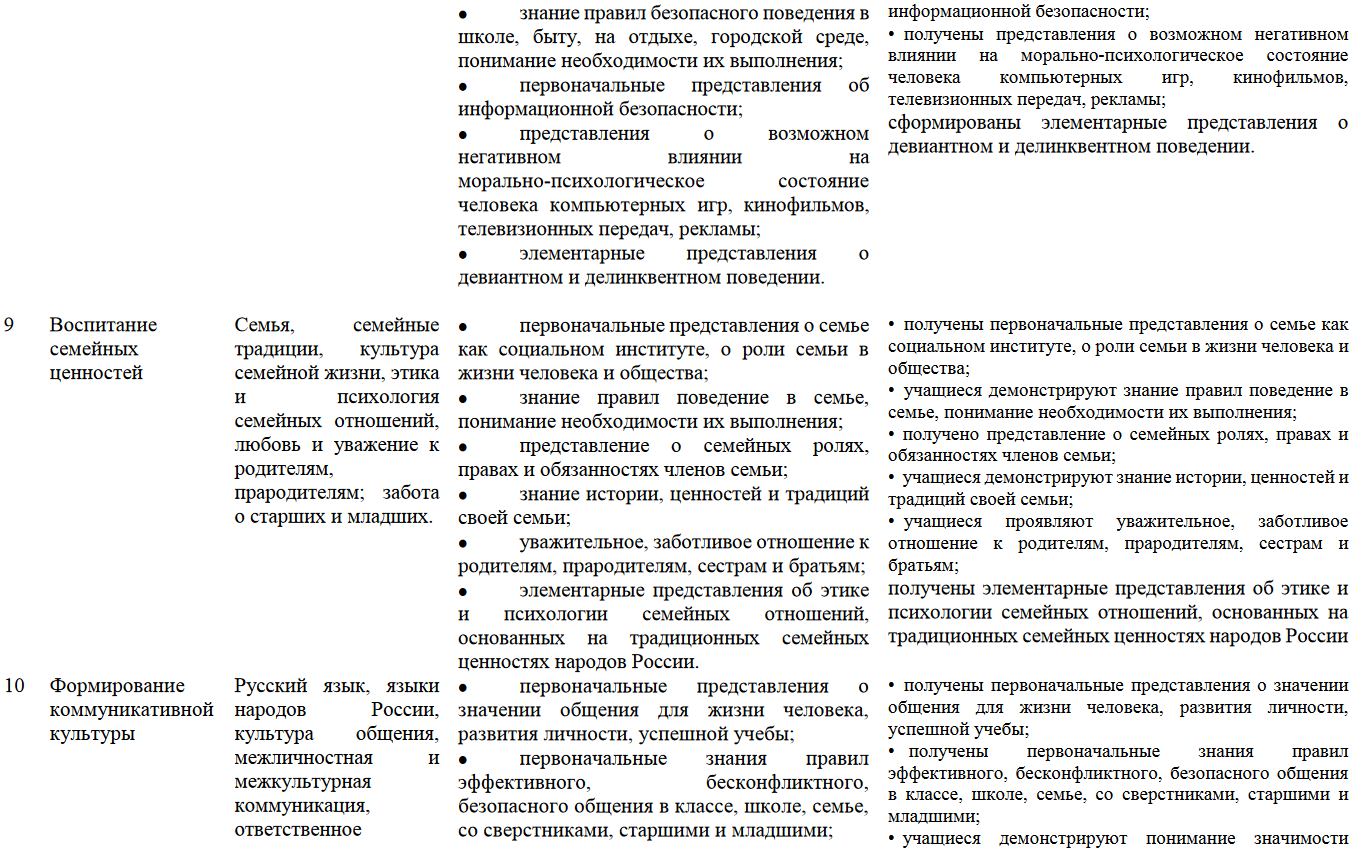 знание правил безопасного поведения в
школе, быту, на отдыхе, городской среде,
понимание необходимости их выполнения;
● первоначальные представления об
информационной безопасности;
● представления о возможном
негативном влиянии на
морально-психологическое состояние
человека компьютерных игр, кинофильмов,
телевизионных передач, рекламы;
● элементарные представления о
девиантном и делинквентном поведении.
информационной безопасности;
• получены представления о возможном негативном
влиянии на морально-психологическое состояние
человека компьютерных игр, кинофильмов,
телевизионных передач, рекламы;
сформированы элементарные представления о
девиантном и делинквентном поведении.
9
Воспитание
семейных
ценностей
Семья, семейные
традиции, культура
семейной жизни, этика
и психология
семейных отношений,
любовь и уважение к
родителям,
прародителям; забота
о старших и младших.
● первоначальные представления о семье
как социальном институте, о роли семьи в
жизни человека и общества;
● знание правил поведение в семье,
понимание необходимости их выполнения;
● представление о семейных ролях,
правах и обязанностях членов семьи;
● знание истории, ценностей и традиций
своей семьи;
● уважительное, заботливое отношение к
родителям, прародителям, сестрам и братьям;
● элементарные представления об этике
и психологии семейных отношений,
основанных на традиционных семейных
ценностях народов России.
• получены первоначальные представления о семье как
социальном институте, о роли семьи в жизни человека и
общества;
• учащиеся демонстрируют знание правил поведение в
семье, понимание необходимости их выполнения;
• получено представление о семейных ролях, правах и
обязанностях членов семьи;
• учащиеся демонстрируют знание истории, ценностей и
традиций своей семьи;
• учащиеся проявляют уважительное, заботливое
отношение к родителям, прародителям, сестрам и
братьям;
получены элементарные представления об этике и
психологии семейных отношений, основанных на
традиционных семейных ценностях народов России
10
Формирование
коммуникативной
культуры
Русский язык, языки
народов России,
культура общения,
межличностная и
межкультурная
коммуникация,
ответственное
● первоначальные представления о
значении общения для жизни человека,
развития личности, успешной учебы;
● первоначальные знания правил
эффективного, бесконфликтного,
безопасного общения в классе, школе, семье,
со сверстниками, старшими и младшими;
• получены первоначальные представления о значении
общения для жизни человека, развития личности,
успешной учебы;
• получены первоначальные знания правил
эффективного, бесконфликтного, безопасного общения
в классе, школе, семье, со сверстниками, старшими и
младшими;
• учащиеся демонстрируют понимание значимости